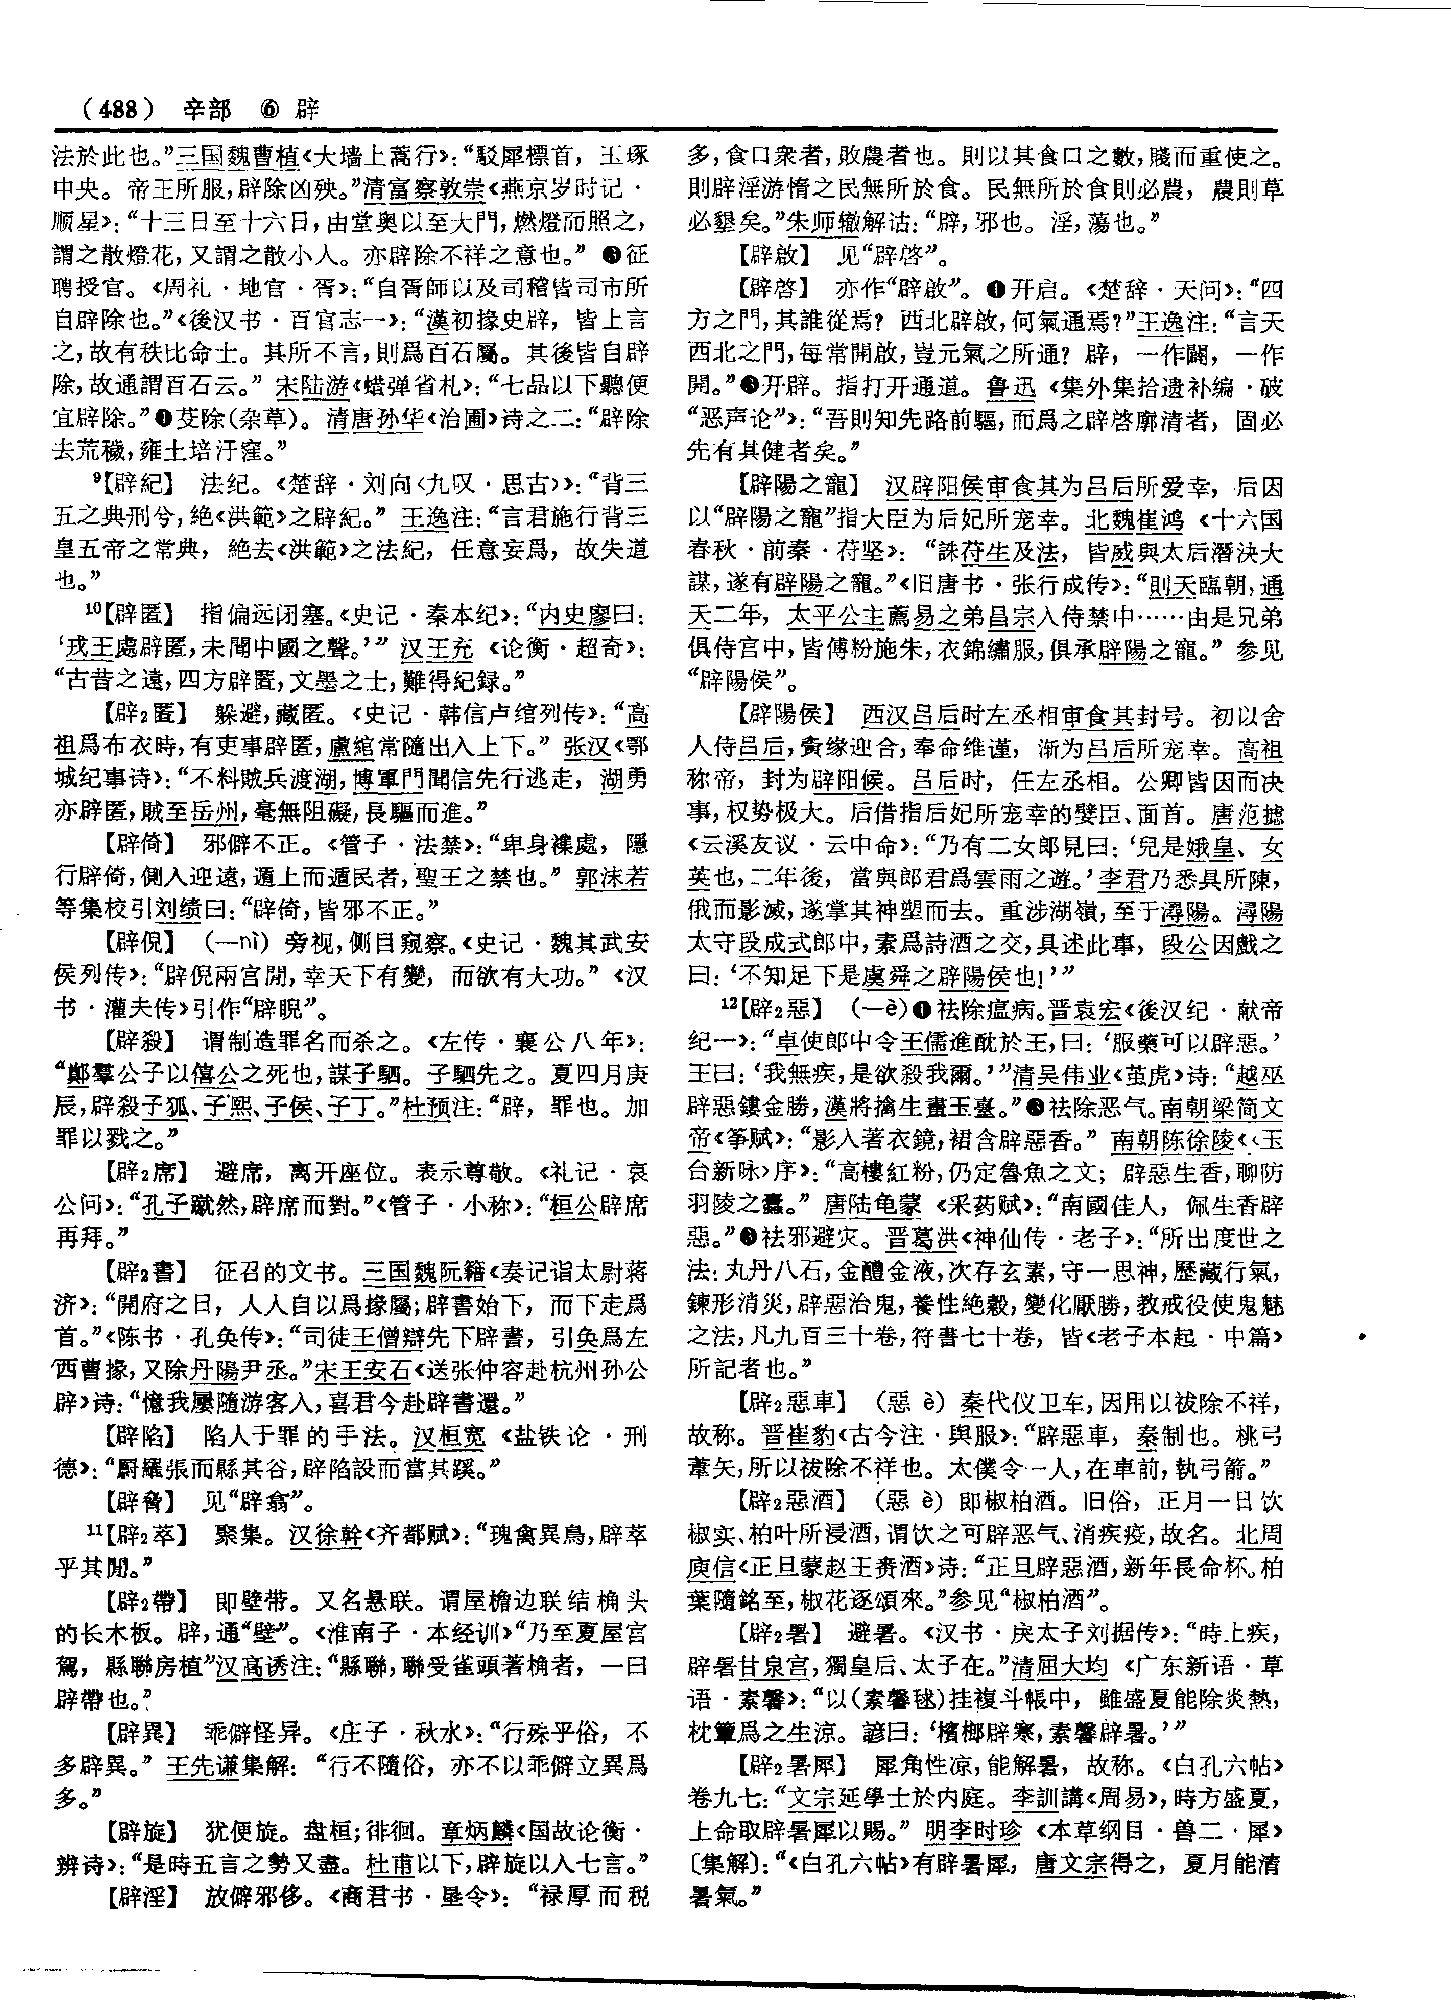 （488） 辛部 ⑥ 辟
法於此也。”三国魏曹植《大墙上蒿行》：“駁犀標首，玉琢
中央。帝王所服，辟除凶殃。”清富察敦崇《燕京岁时记·
顺星》：“十三日至十六日，由堂奥以至大門，燃燈而照之，
謂之散燈花，又謂之散小人。亦辟除不祥之意也。”❸征
聘授官。《周礼·地官·胥》：“自胥師以及司稽皆司市所
自辟除也。”《後汉书·百官志一》：“漢初掾史辟，皆上言
之，故有秩比命士。其所不言，則爲百石屬。其後皆自辟
除，故通謂百石云。”宋陆游《蜡弹省札》：“七品以下聽便
宜辟除。”❹芟除(杂草)。清唐孙华《治圃》诗之二：“辟除
去荒穢，雍土培汙窪。”
⁹【辟紀】 法纪。《楚辞·刘向〈九叹·思古〉》：“背三
五之典刑兮，絶《洪範》之辟紀。”王逸注：“言君施行背三
皇五帝之常典，絶去《洪範》之法紀，任意妄爲，故失道
也。”
¹⁰【辟匿】 指偏远闭塞。《史记·秦本纪》：“内史廖曰：
‘戎王處辟匿，未聞中國之聲。’”汉王充《论衡·超奇》：
“古昔之遠，四方辟匿，文墨之士，難得紀録。”
【辟₂匿】 躲避，藏匿。《史记·韩信卢绾列传》：“高
祖爲布衣時，有吏事辟匿，盧綰常隨出入上下。”张汉《鄂
城纪事诗》：“不料賊兵渡湖，博軍門聞信先行逃走，湖勇
亦辟匿，賊至岳州，毫無阻礙，長驅而進。”
【辟倚】 邪僻不正。《管子·法禁》：“卑身襍處，隱
行辟倚，側入迎遠，遁上而遁民者，聖王之禁也。”郭沫若
等集校引刘绩曰：“辟倚，皆邪不正。”
【辟倪】（—nì）旁视，侧目窥察。《史记·魏其武安
侯列传》：“辟倪兩宫閒，幸天下有變，而欲有大功。”《汉
书·灌夫传》引作“辟睨”。
【辟殺】 谓制造罪名而杀之。《左传·襄公八年》：
“鄭羣公子以僖公之死也，謀子駟。子駟先之。夏四月庚
辰，辟殺子狐、子熙、子侯、子丁。”杜预注：“辟，罪也。加
罪以戮之。”
【辟₂席】 避席，离开座位。表示尊敬。《礼记·哀
公问》：“孔子蹴然，辟席而對。”《管子·小称》：“桓公辟席
再拜。”
【辟₂書】 征召的文书。三国魏阮籍《奏记诣太尉蒋
济》：“開府之日，人人自以爲掾屬；辟書始下，而下走爲
首。”《陈书·孔奂传》：“司徒王僧辯先下辟書，引奂爲左
西曹掾，又除丹陽尹丞。”宋王安石《送张仲容赴杭州孙公
辟》诗：“憶我屢隨游客入，喜君今赴辟書還。”
【辟陷】 陷人于罪的手法。汉桓宽《盐铁论·刑
德》：“罻羅張而縣其谷，辟陷設而當其蹊。”
【辟脅】 见“辟翕”。
¹¹【辟₂萃】 聚集。汉徐幹《齐都赋》：“瑰禽異鳥，辟萃
乎其閒。”
【辟₂帶】 即壁带。又名悬联。谓屋檐边联结桷头
的长木板。辟，通“壁”。《淮南子·本经训》“乃至夏屋宫
駕，縣聯房植”汉高诱注：“縣聯，聯受雀頭著桷者，一曰
辟帶也。”
【辟異】 乖僻怪异。《庄子·秋水》：“行殊乎俗，不
多辟異。”王先谦集解：“行不隨俗，亦不以乖僻立異爲
多。”
【辟旋】 犹便旋。盘桓；徘徊。章炳麟《国故论衡·
辨诗》：“是時五言之勢又盡。杜甫以下，辟旋以入七言。”
【辟淫】 放僻邪侈。《商君书·垦令》：“禄厚而税
多，食口衆者，敗農者也。則以其食口之數，賤而重使之。
則辟淫游惰之民無所於食。民無所於食則必農，農則草
必墾矣。”朱师辙解诂：“辟，邪也。淫，蕩也。”
【辟啟】 见“辟啓”。
【辟啓】 亦作“辟啟”。❶开启。《楚辞·天问》：“四
方之門，其誰從焉？西北辟啟，何氣通焉？”王逸注：“言天
西北之門，每常開啟，豈元氣之所通？辟，一作闢，一作
開。”❷开辟。指打开通道。鲁迅《集外集拾遗补编·破
“恶声论”》：“吾則知先路前驅，而爲之辟啓廓清者，固必
先有其健者矣。”
【辟陽之寵】 汉辟阳侯审食其为吕后所爱幸，后因
以“辟陽之寵”指大臣为后妃所宠幸。北魏崔鸿《十六国
春秋·前秦·苻坚》：“誅苻生及法，皆威與太后潛決大
謀，遂有辟陽之寵。”《旧唐书·张行成传》：“則天臨朝，通
天二年，太平公主薦易之弟昌宗入侍禁中……由是兄弟
俱侍宫中，皆傅粉施朱，衣錦繡服，俱承辟陽之寵。”参见
“辟陽侯”。
【辟陽侯】 西汉吕后时左丞相审食其封号。初以舍
人侍吕后，夤缘迎合，奉命维谨，渐为吕后所宠幸。高祖
称帝，封为辟阳侯。吕后时，任左丞相。公卿皆因而决
事，权势极大。后借指后妃所宠幸的嬖臣、面首。唐范摅
《云溪友议·云中命》：“乃有二女郎見曰：‘兒是娥皇、女
英也，二年後，當與郎君爲雲雨之遊。’李君乃悉具所陳，
俄而影滅，遂掌其神塑而去。重涉湖嶺，至于潯陽。潯陽
太守段成式郎中，素爲詩酒之交，具述此事，段公因戲之
曰：‘不知足下是虞舜之辟陽侯也！’”
¹²【辟₂惡】（—è）❶祛除瘟病。晋袁宏《後汉纪·献帝
纪一》：“卓使郎中令王儒進酖於王，曰：‘服藥可以辟惡。’
王曰：‘我無疾，是欲殺我爾。’”清吴伟业《茧虎》诗：“越巫
辟惡鏤金勝，漢將擒生畫玉臺。”❷祛除恶气。南朝梁简文
帝《筝赋》：“影入著衣鏡，裙含辟惡香。”南朝陈徐陵《〈玉
台新咏〉序》：“高樓紅粉，仍定魯魚之文；辟惡生香，聊防
羽陵之蠹。”唐陆龟蒙《采药赋》：“南國佳人，佩生香辟
惡。”❸祛邪避灾。晋葛洪《神仙传·老子》：“所出度世之
法：丸丹八石，金醴金液，次存玄素，守一思神，歷藏行氣，
鍊形消災，辟惡治鬼，養性絶穀，變化厭勝，教戒役使鬼魅
之法，凡九百三十卷，符書七十卷，皆《老子本起·中篇》
所記者也。”
【辟₂惡車】（惡 è）秦代仪卫车，因用以祓除不祥，
故称。晋崔豹《古今注·舆服》：“辟惡車，秦制也。桃弓
葦矢，所以祓除不祥也。太僕令一人，在車前，執弓箭。”
【辟₂惡酒】（惡 è）即椒柏酒。旧俗，正月一日饮
椒实、柏叶所浸酒，谓饮之可辟恶气、消疾疫，故名。北周
庾信《正旦蒙赵王赉酒》诗：“正旦辟惡酒，新年長命杯。柏
葉隨銘至，椒花逐頌來。”参见“椒柏酒”。
【辟₂暑】 避暑。《汉书·戾太子刘据传》：“時上疾，
辟暑甘泉宫，獨皇后、太子在。”清屈大均《广东新语·草
语·素馨》：“以(素馨毬)挂複斗帳中，雖盛夏能除炎熱，
枕簟爲之生涼。諺曰：‘檳榔辟寒，素馨辟暑。’”
【辟₂暑犀】 犀角性凉，能解暑，故称。《白孔六帖》
卷九七：“文宗延學士於内庭。李訓講《周易》，時方盛夏，
上命取辟暑犀以賜。”明李时珍《本草纲目·兽二·犀》
〔集解〕：“《白孔六帖》有辟暑犀，唐文宗得之，夏月能清
暑氣。”